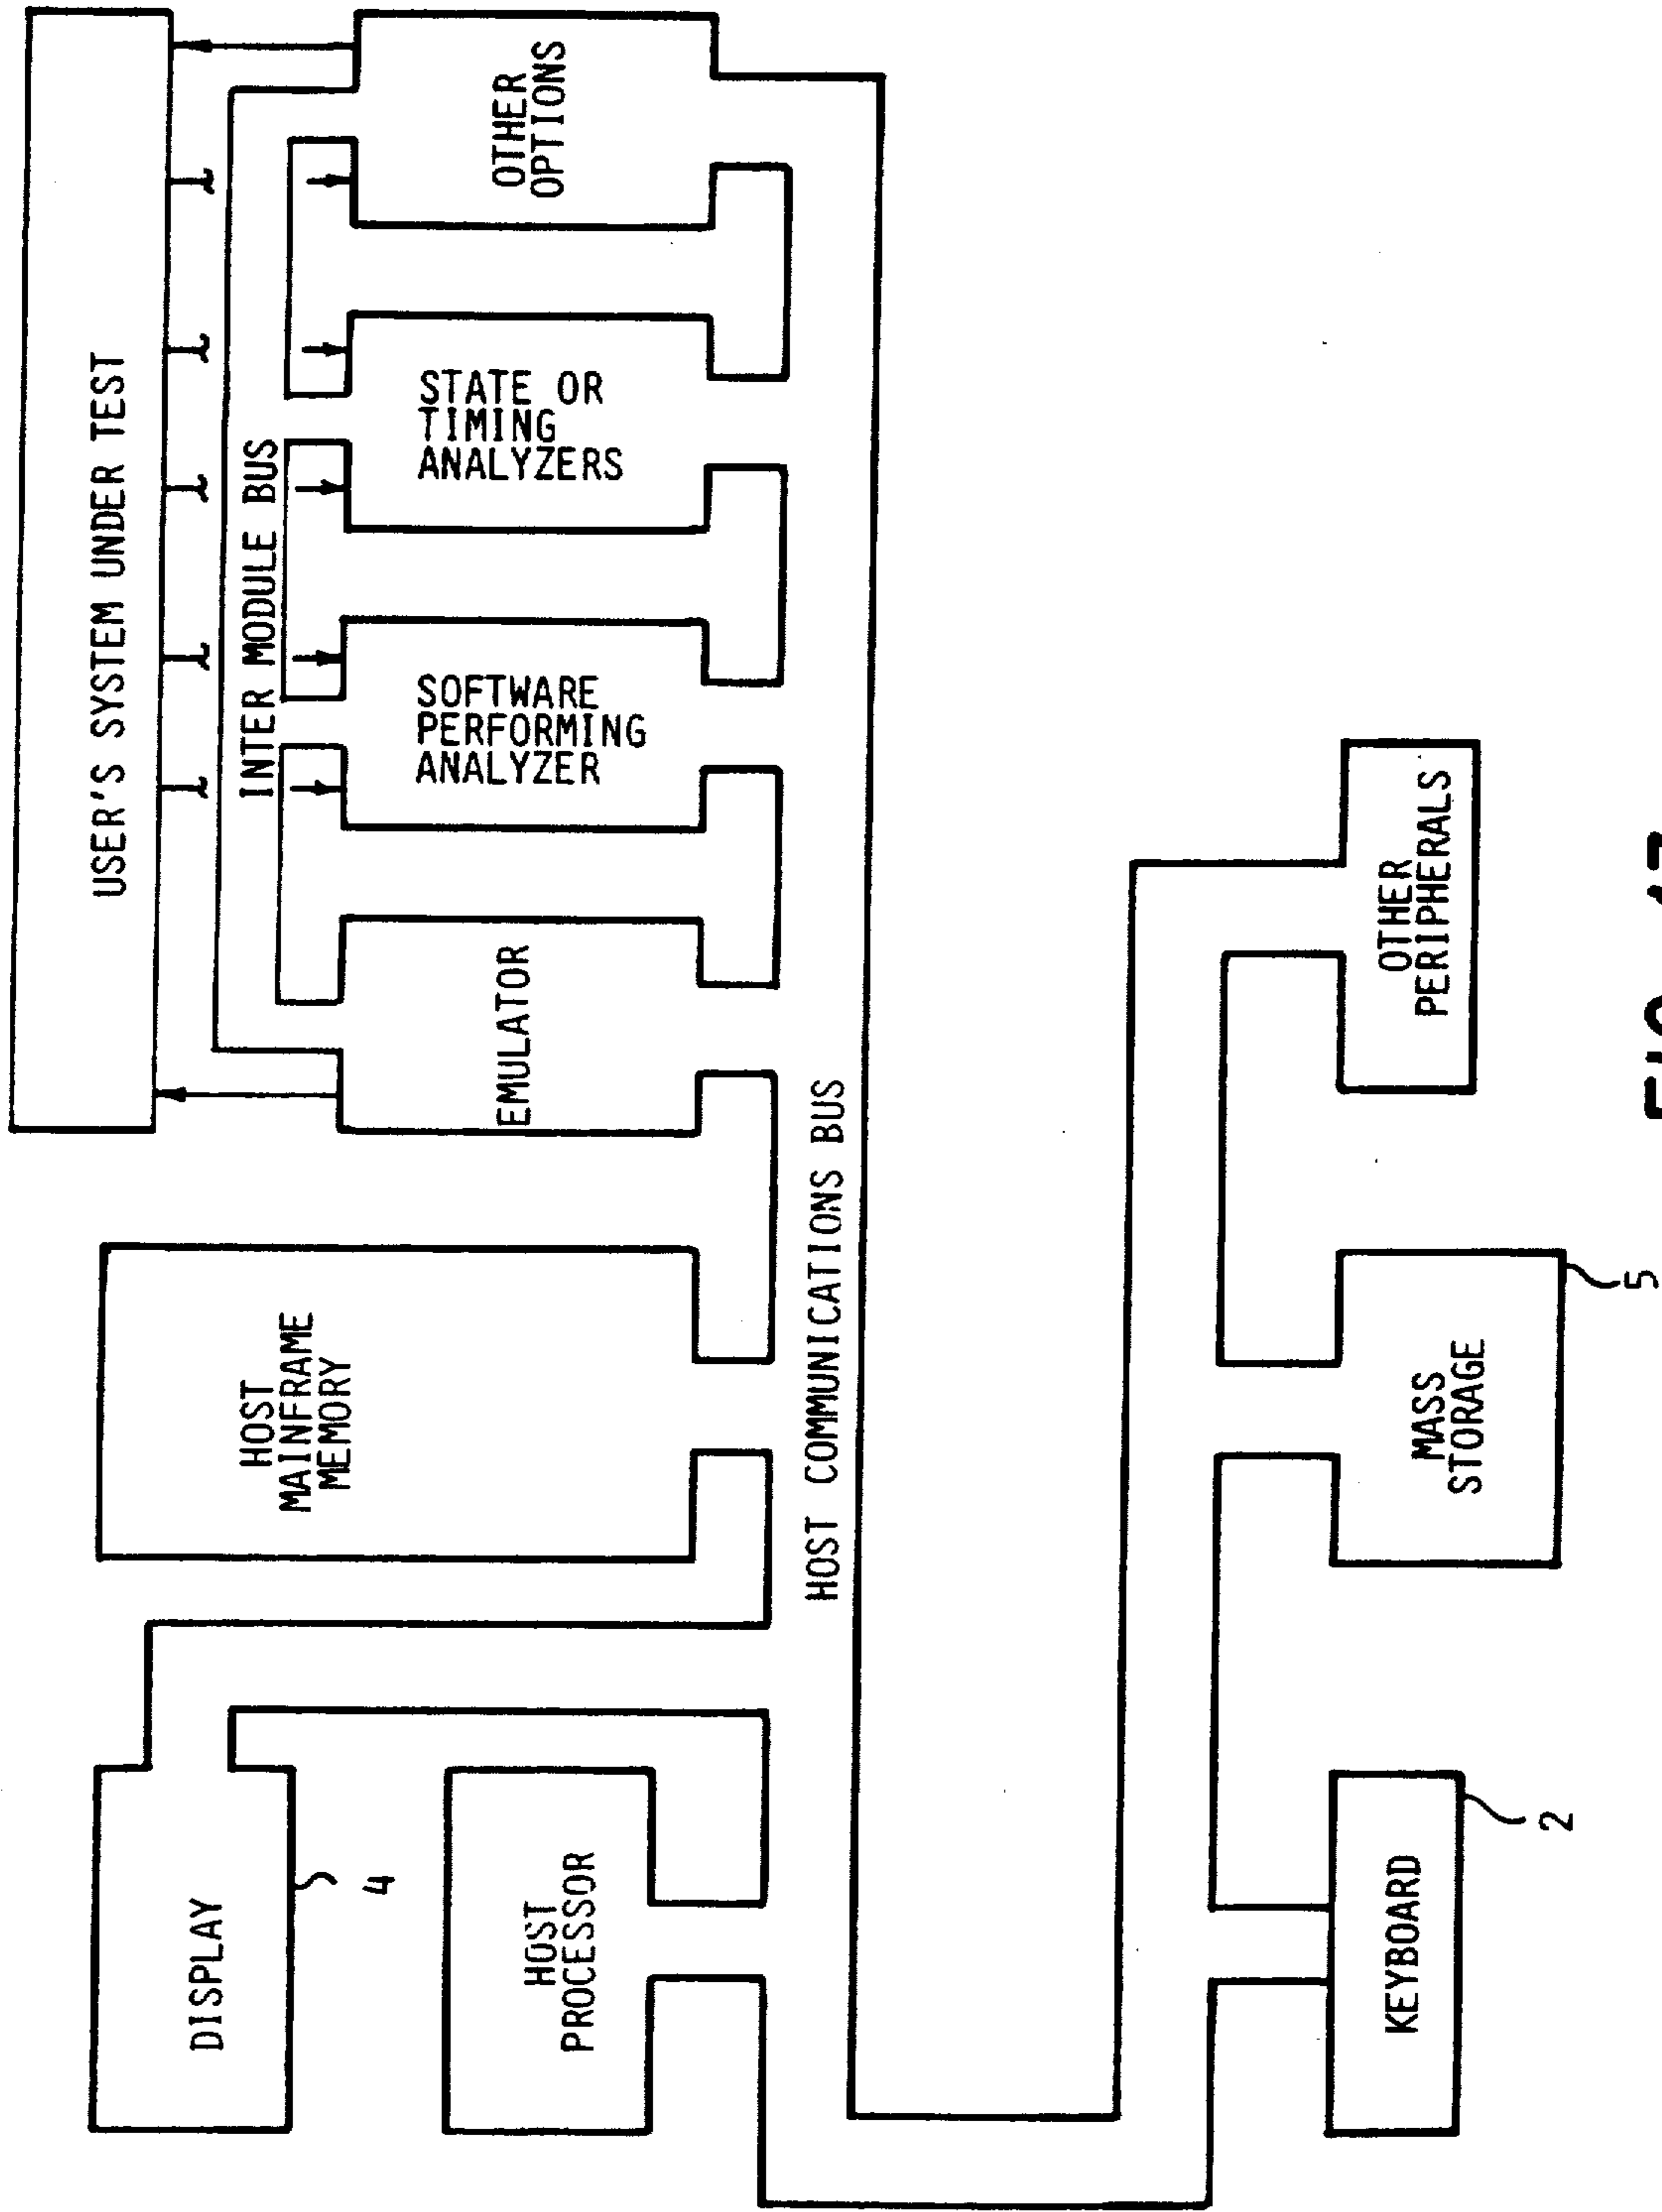 USER'S SYSTEM UNDER TEST
INTER MODULE BUS
DISPLAY
4
HOST
MAINFRAME
MEMORY
HOST
PROCESSOR
EMULATOR
SOFTWARE
PERFORMING
ANALYZER
STATE OR
TIMING
ANALYZERS
OTHER
OPTIONS
HOST COMMUNICATIONS BUS
KEYBOARD
2
MASS
STORAGE
5
OTHER
PERIPHERALS